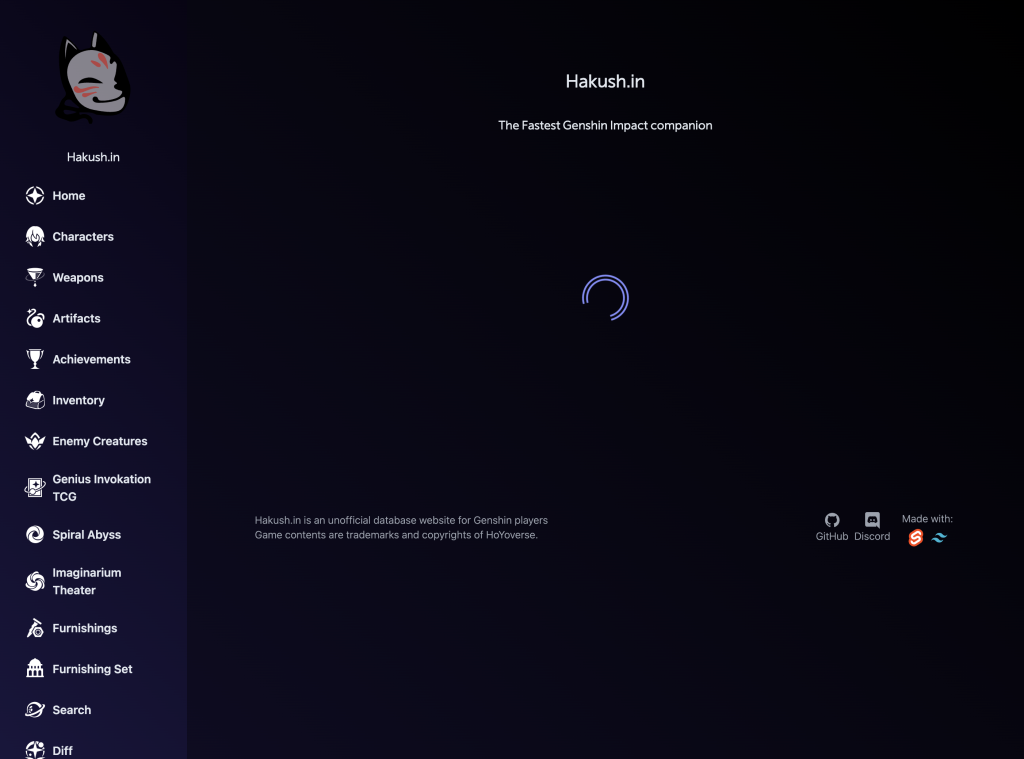 Hakush.in
Home
Characters
Weapons
Artifacts
Achievements
Inventory
Enemy Creatures
Genius Invokation
TCG
Spiral Abyss
Imaginarium
Theater
Furnishings
Furnishing Set
Search
Diff
Hakush.in
The Fastest Genshin Impact companion
Hakush.in is an unofficial database website for Genshin players
Game contents are trademarks and copyrights of HoYoverse.
GitHub
Discord
Made with: